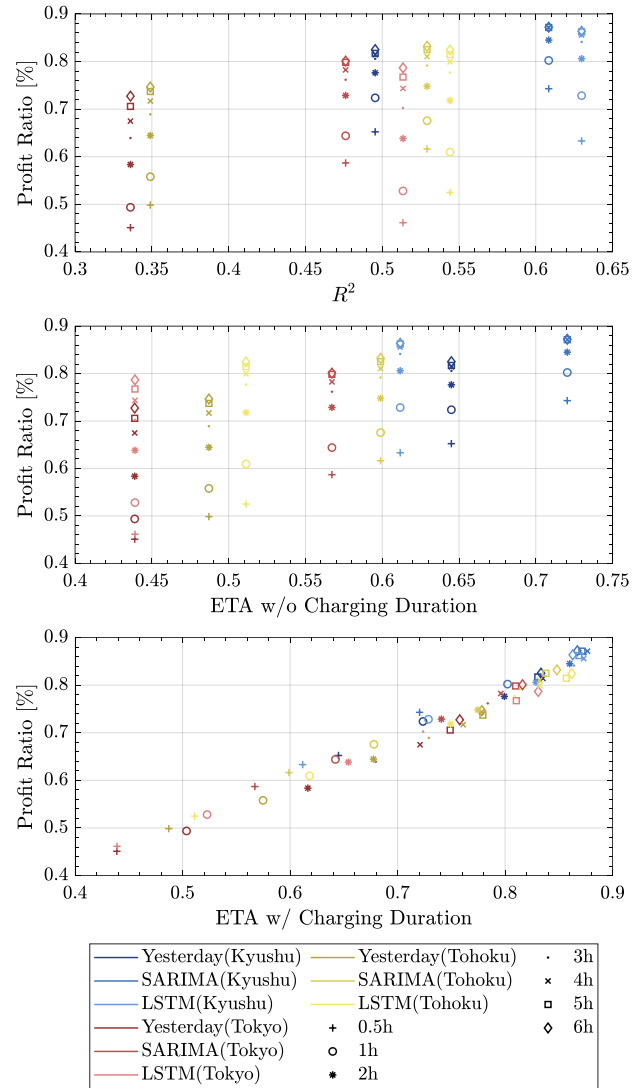 0.9
0.8
0.7
0.6
0.5
0.4
Profit Ratio [%]
0.3 0.35 0.4 0.45 0.5 0.55 0.6 0.65
R²
0.9
0.8
0.7
0.6
0.5
0.4
Profit Ratio [%]
0.4 0.45 0.5 0.55 0.6 0.65 0.7 0.75
ETA w/o Charging Duration
0.9
0.8
0.7
0.6
0.5
0.4
Profit Ratio [%]
0.4 0.5 0.6 0.7 0.8 0.9
ETA w/ Charging Duration
Yesterday(Kyushu) Yesterday(Tohoku) 3h
SARIMA(Kyushu) SARIMA(Tohoku) 4h
LSTM(Kyushu) LSTM(Tohoku) 5h
Yesterday(Tokyo) 0.5h 6h
SARIMA(Tokyo) 1h
LSTM(Tokyo) 2h